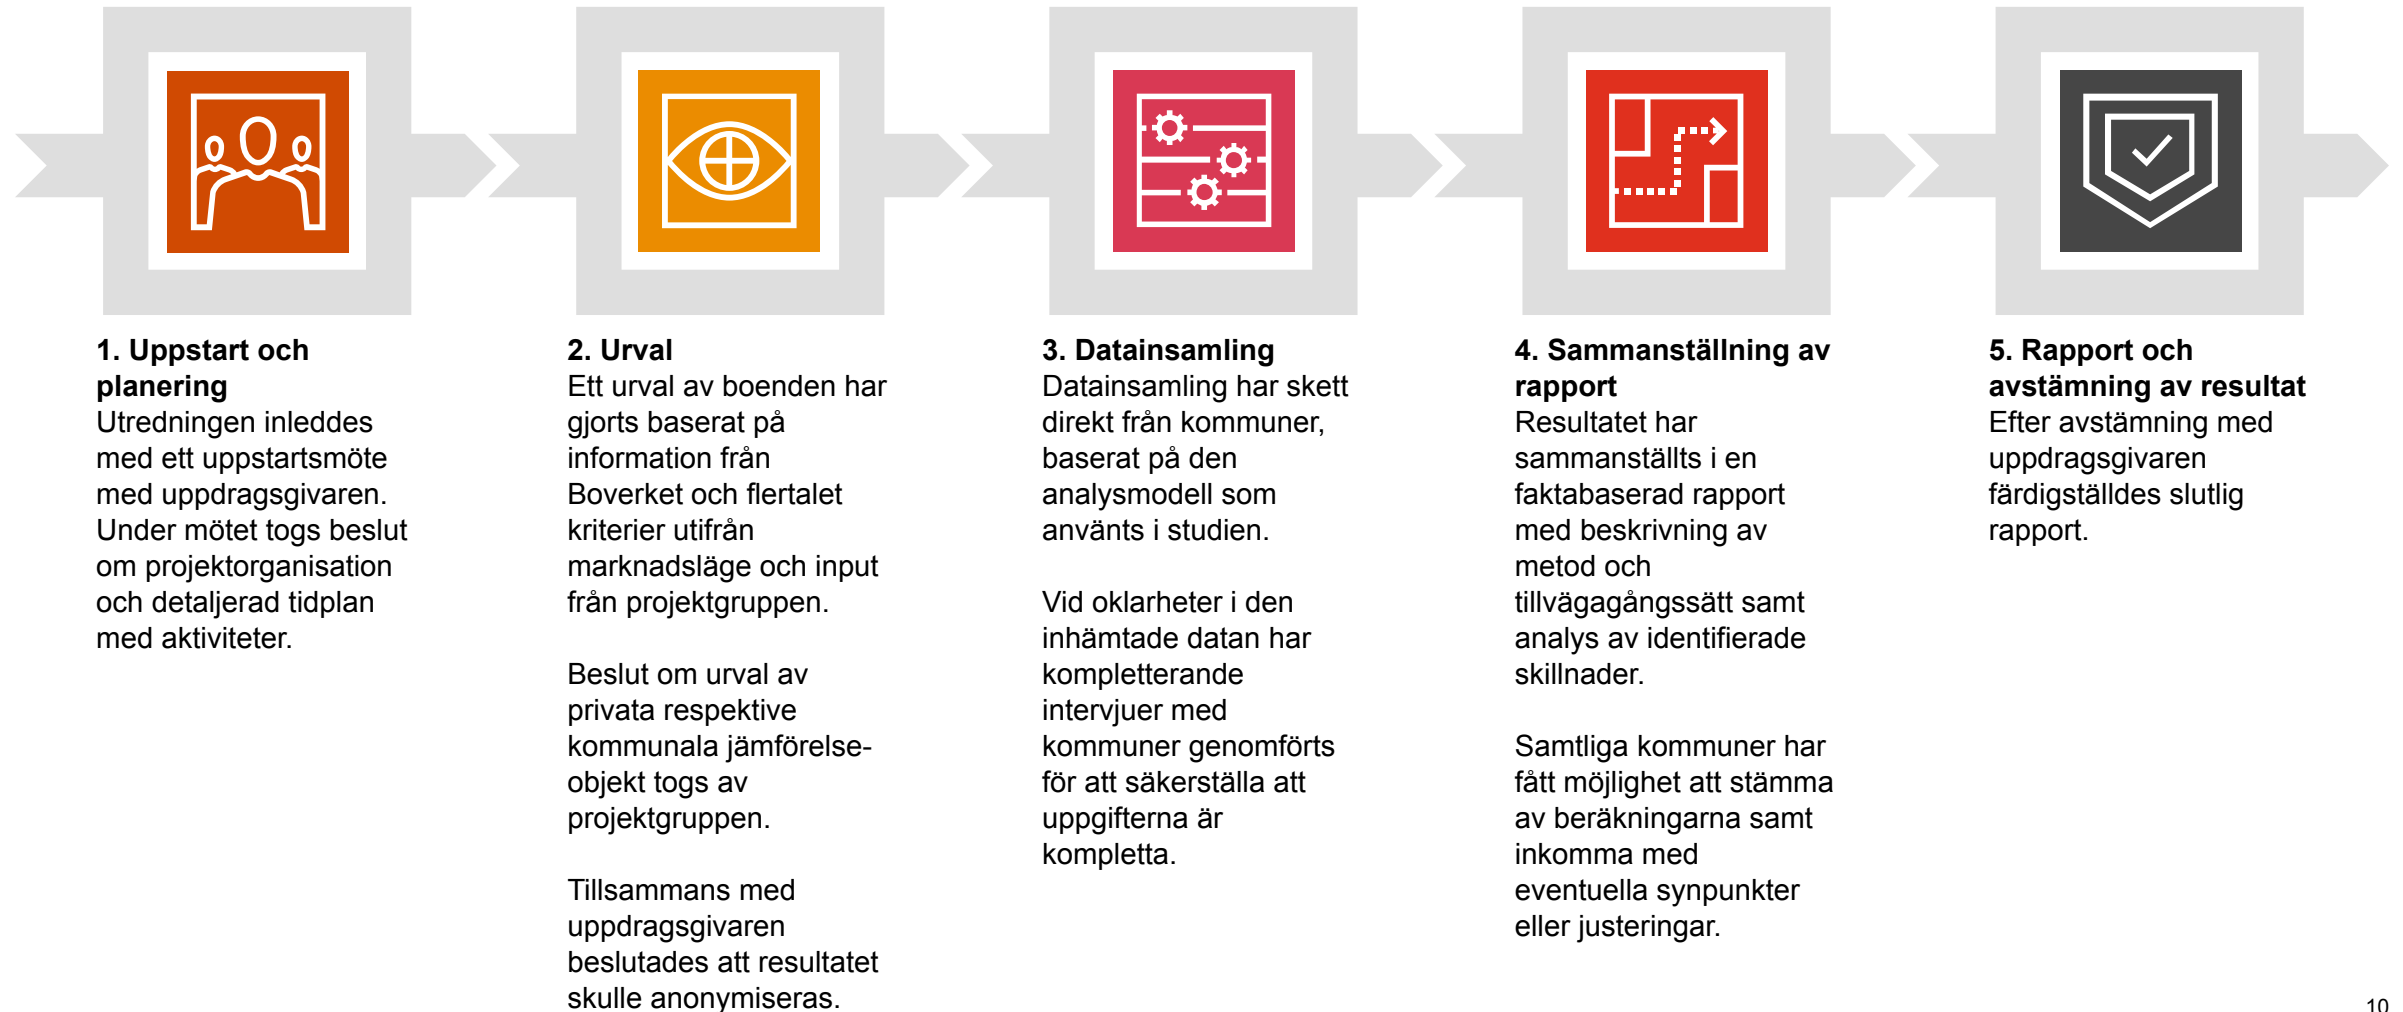 1. Uppstart och
planering
Utredningen inleddes
med ett uppstartsmöte
med uppdragsgivaren.
Under mötet togs beslut
om projektorganisation
och detaljerad tidplan
med aktiviteter.
2. Urval
Ett urval av boenden har
gjorts baserat på
information från
Boverket och flertalet
kriterier utifrån
marknadsläge och input
från projektgruppen.
Beslut om urval av
privata respektive
kommunala jämförelse-
objekt togs av
projektgruppen.
Tillsammans med
uppdragsgivaren
beslutades att resultatet
skulle anonymiseras.
3. Datainsamling
Datainsamling har skett
direkt från kommuner,
baserat på den
analysmodell som
använts i studien.
Vid oklarheter i den
inhämtade datan har
kompletterande
intervjuer med
kommuner genomförts
för att säkerställa att
uppgifterna är
kompletta.
4. Sammanställning av
rapport
Resultatet har
sammanställts i en
faktabaserad rapport
med beskrivning av
metod och
tillvägagångssätt samt
analys av identifierade
skillnader.
Samtliga kommuner har
fått möjlighet att stämma
av beräkningarna samt
inkomma med
eventuella synpunkter
eller justeringar.
5. Rapport och
avstämning av resultat
Efter avstämning med
uppdragsgivaren
färdigställdes slutlig
rapport.
10